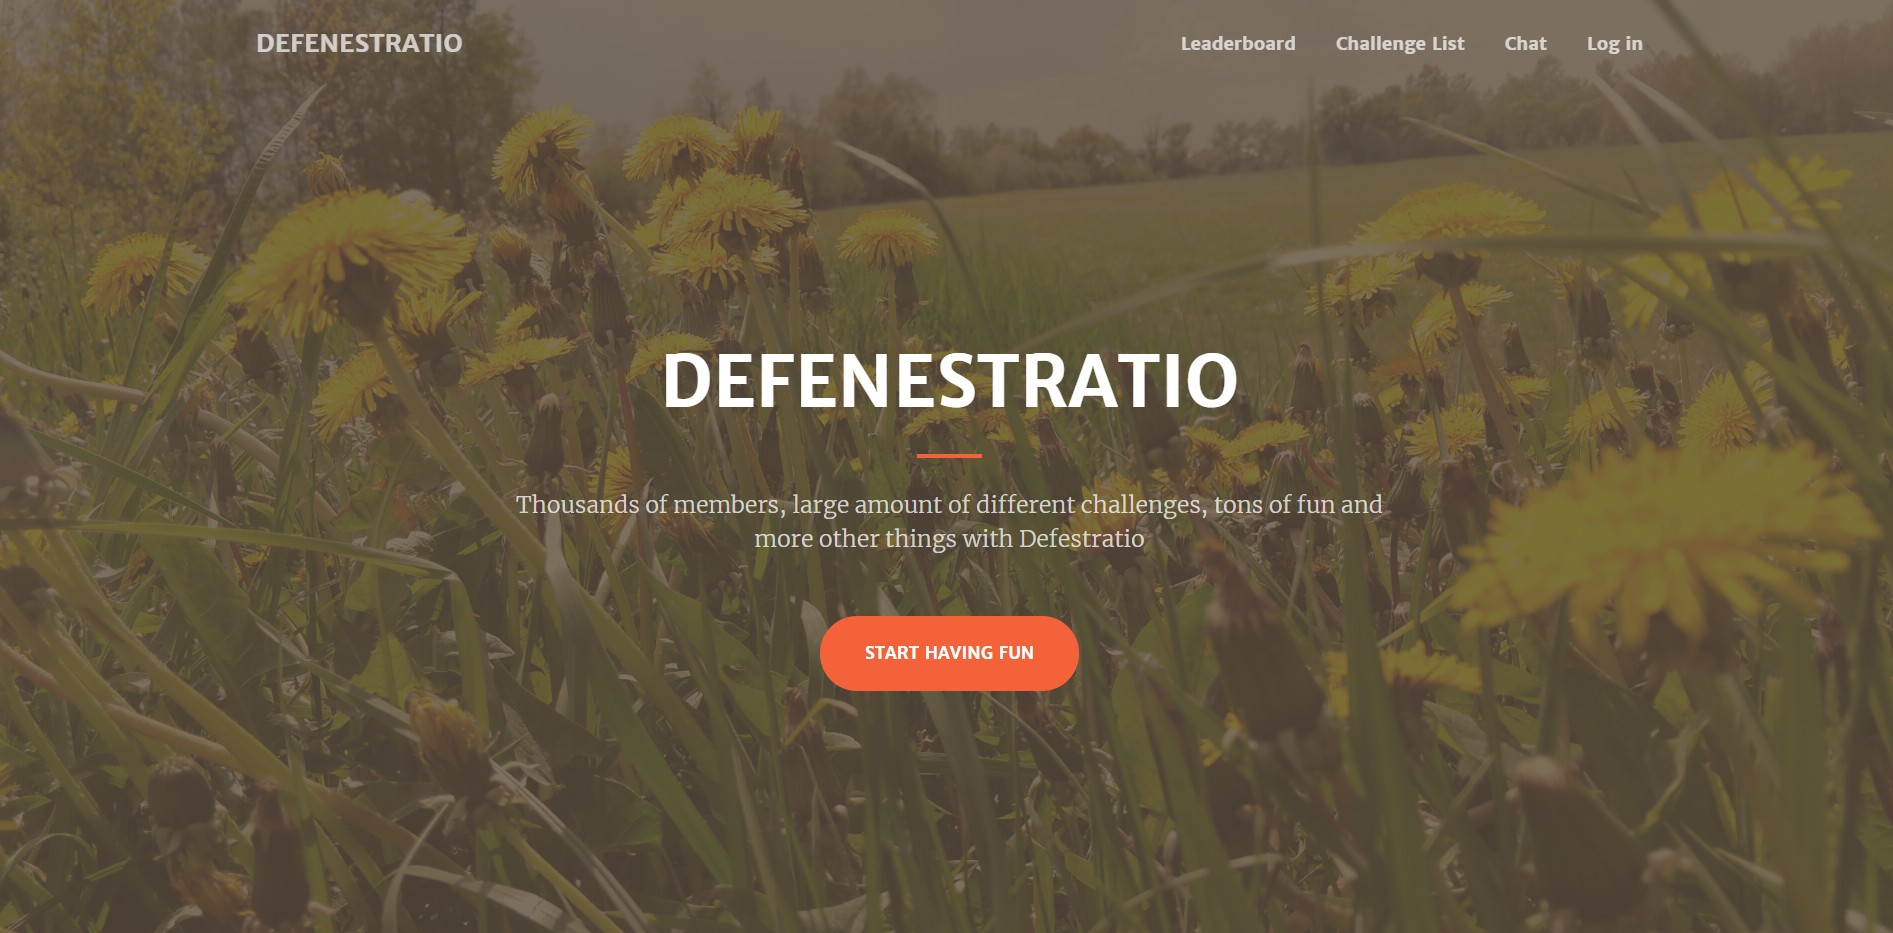 DEFENESTRATIO
Leaderboard Challenge List Chat Log in
DEFENESTRATIO
Thousands of members, large amount of different challenges, tons of fun and
more other things with Defestratio
START HAVING FUN